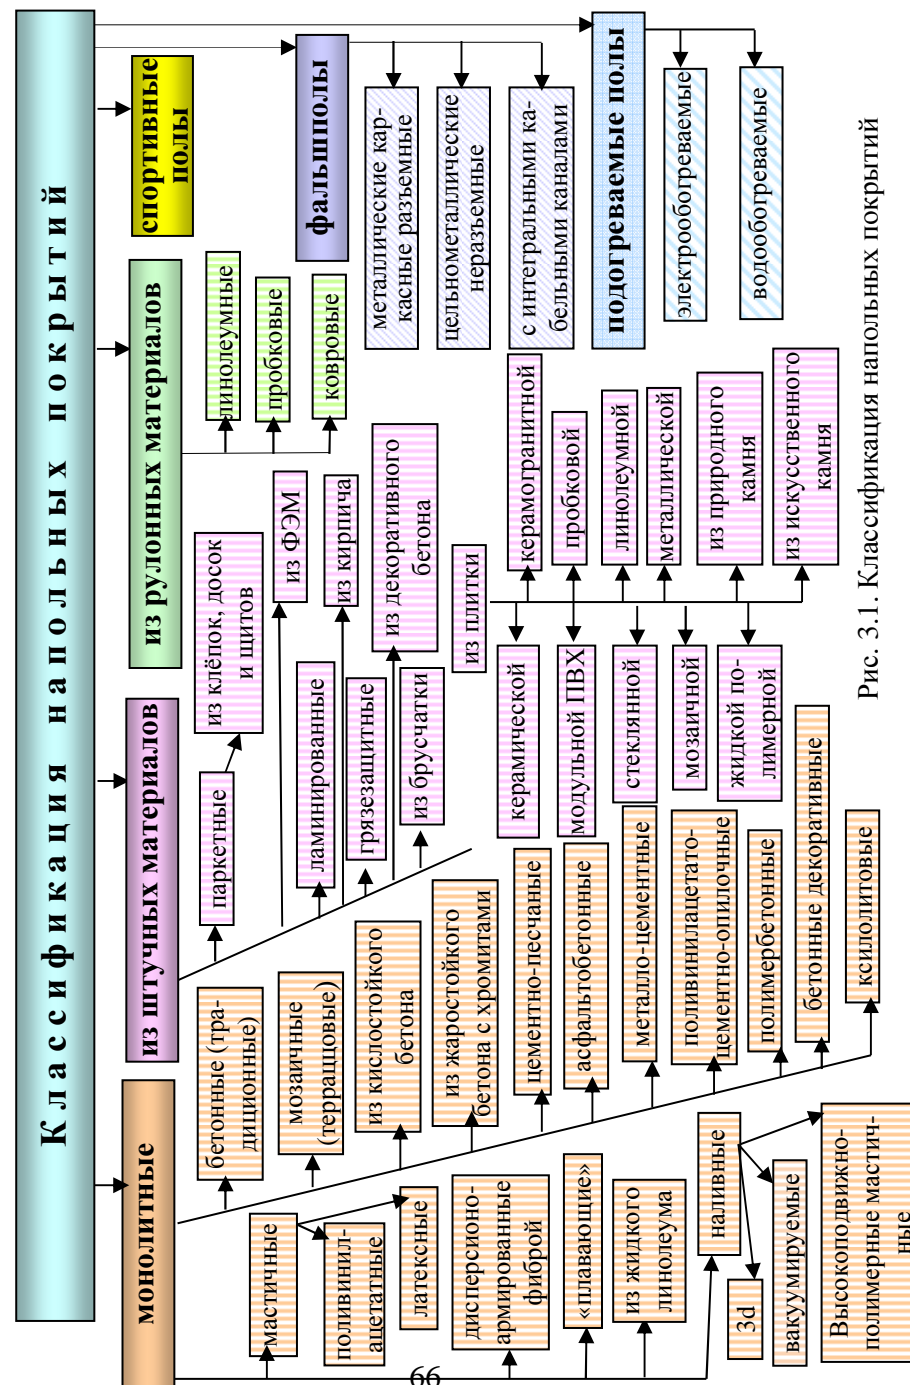 Классификация напольных покрытий
монолитные
из штучных материалов
из рулонных материалов
спортивные
полы
фальшполы
подогреваемые полы
мастичные
поливинил-
ацетатные
латексные
дисперсионо-
армированные
фиброй
«плавающие»
из жидкого
линолеума
наливные
3d
вакуумируемые
Высокоподвижно-
полимерные мастич-
ные
бетонные (тра-
диционные)
мозаичные
(террацовые)
из кислостойкого
бетона
из жаростойкого
бетона с хромитами
цементно-песчаные
асфальтобетонные
металло-цементные
поливинилацетато-
цементно-опилочные
полимербетонные
бетонные декоративные
ксилолитовые
паркетные
из клёпок, досок
и щитов
из ФЭМ
ламинированные
из кирпича
грязезащитные
из декоративного
бетона
из брусчатки
из плитки
керамической
модульной ПВХ
стеклянной
мозаичной
жидкой по-
лимерной
керамогранитной
пробковой
линолеумной
металлической
из природного
камня
из искусственного
камня
линолеумные
пробковые
ковровые
металлические кар-
касные разъемные
цельнометаллические
неразъемные
с интегральными ка-
бельными каналами
электрообогреваемые
водообогреваемые
Рис. 3.1. Классификация напольных покрытий
66